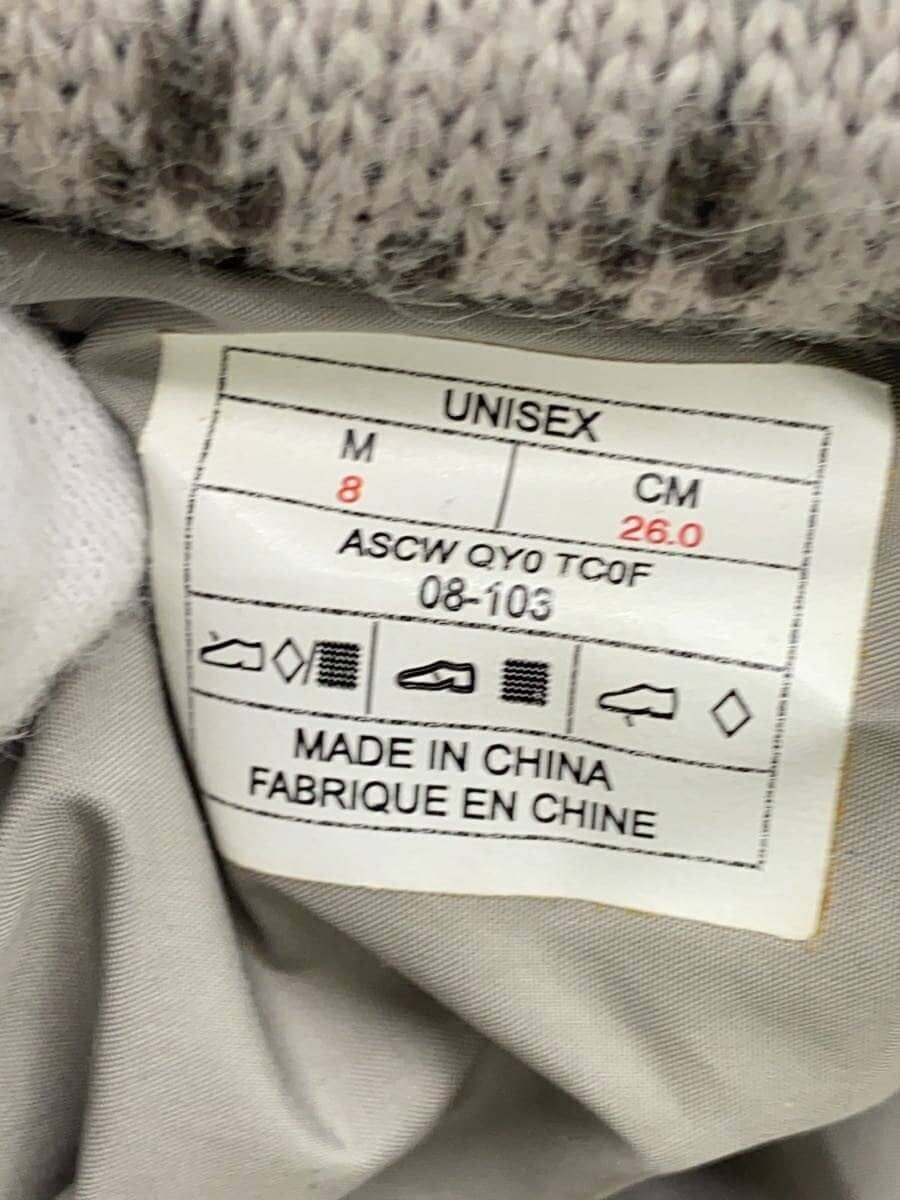 UNISEX
M
CM
8
26.0
ASCW QY0 TC0F
08-103
MADE IN CHINA
FABRIQUE EN CHINE